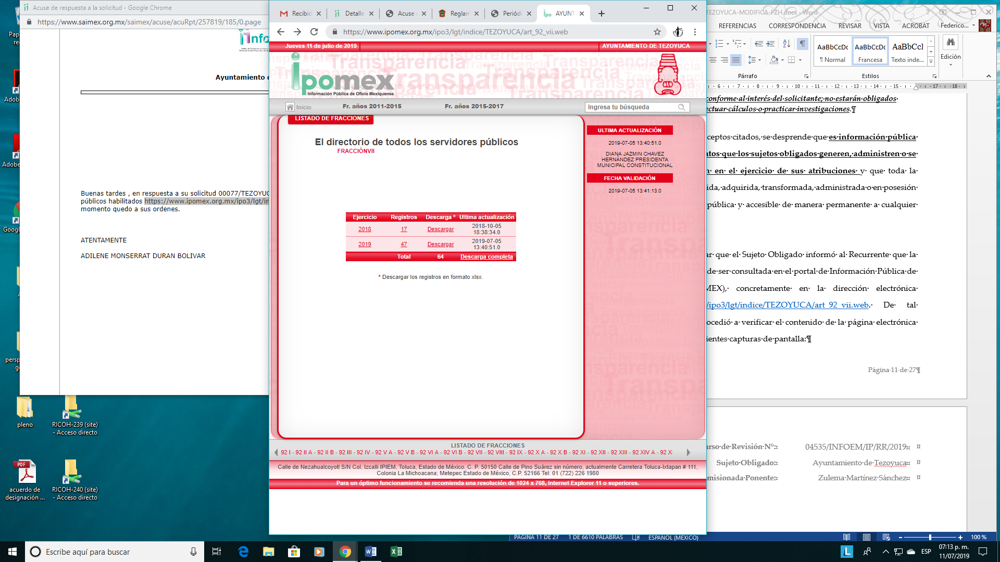 Acuse de respuesta a la solicitud - Google Chrome
https://www.saimex.org.mx/saimex/acuse/acuRpt/257819/185/0.page
Ayuntamiento
Buenas tardes , en respuesta a su solicitud 00077/TEZOYUC
públicos habilitados https://www.ipomex.org.mx/ipo3/lgt/in
momento quedo a sus ordenes.
ATENTAMENTE
ADILENE MONSERRAT DURAN BOLIVAR
Recibid
Detalle
Acuse
Reglam
Periódi
AYUNT
https://www.ipomex.org.mx/ipo3/lgt/indice/TEZOYUCA/art_92_vii.web
Jueves 11 de julio de 2019
AYUNTAMIENTO DE TEZOYUCA
Transparencia
ipomex
Información Pública de Oficio Mexiquense
Inicio
Fr. años 2011-2015
Fr. años 2015-2017
Ingresa tu búsqueda
LISTADO DE FRACCIONES
El directorio de todos los servidores públicos
FRACCIÓNVII
Ejercicio Registros Descarga * Ultima actualización
2018 17 Descargar 2018-10-05
18:38:34.0
2019 47 Descargar 2019-07-05
13:40:51.0
Total 64 Descarga completa
* Descargar los registros en formato xlsx.
ULTIMA ACTUALIZACIÓN
2019-07-05 13:40:51.0
DIANA JAZMIN CHAVEZ
HERNÁNDEZ PRESIDENTA
MUNICIPAL CONSTITUCIONAL
FECHA VALIDACIÓN
2019-07-05 13:41:13.0
LISTADO DE FRACCIONES
92 I - 92 II A - 92 II B - 92 III - 92 IV - 92 V A - 92 V B - 92 VI A - 92 VI B - 92 VII - 92 VIII - 92 IX - 92 X A - 92 X B - 92 XI - 92 XII - 92 XIII - 92 XIV A - 92 XI
Calle de Nezahualcoyotl S/N Col. Izcalli IPIEM, Toluca, Estado de México. C. P. 50150 Calle de Pino Suárez sin número, actualmente Carretera Toluca-Ixtapan # 111,
Colonia La Michoacana; Metepec Estado de México, C.P. 52166 Tel: 01 (722) 226 1980
Para un óptimo funcionamiento se recomienda una resolución de 1024 x 768, Internet Explorer 11 o superiores.
TEZOYUCA-MODIFICA-FZH.docx - Word
REFERENCIAS CORRESPONDENCIA REVISAR VISTA ACROBAT Federico...
AaBbCcDc AaBbCcDc AaBbCcI
¶ Normal Francesa Texto inde...
Edición
Párrafo
Estilos
6 7 8 9 10 11 12 13 14 15 17 18
conforme al interés del solicitante; no estarán obligados
ectuar cálculos o practicar investigaciones.¶
ceptos citados, se desprende que es información pública
ntos que los sujetos obligados generen, administren o se
n en el ejercicio de sus atribuciones y que toda la
ida, adquirida, transformada, administrada o en posesión
pública y accesible de manera permanente a cualquier
ar que el Sujeto Obligado informó al Recurrente que la
de ser consultada en el portal de Información Pública de
MEX), concretamente en la dirección electrónica
/ipo3/lgt/indice/TEZOYUCA/art_92_vii.web. De tal
ocedió a verificar el contenido de la página electrónica
ientes capturas de pantalla:¶
Página 11 de 27¶
urso de Revisión N°: 04535/INFOEM/IP/RR/2019
Sujeto Obligado: Ayuntamiento de Tezoyuca
misionada Ponente: Zulema Martínez Sánchez
PÁGINA 11 DE 27 1 DE 6610 PALABRAS ESPAÑOL (MÉXICO)
100 %
Adob
Adobe
Googl
pleno
RICOH-239 (site)
- Acceso directo
PDF
acuerdo de
designación ...
RICOH-240 (site)
- Acceso directo
Escribe aquí para buscar
ESP
07:13 p. m.
11/07/2019